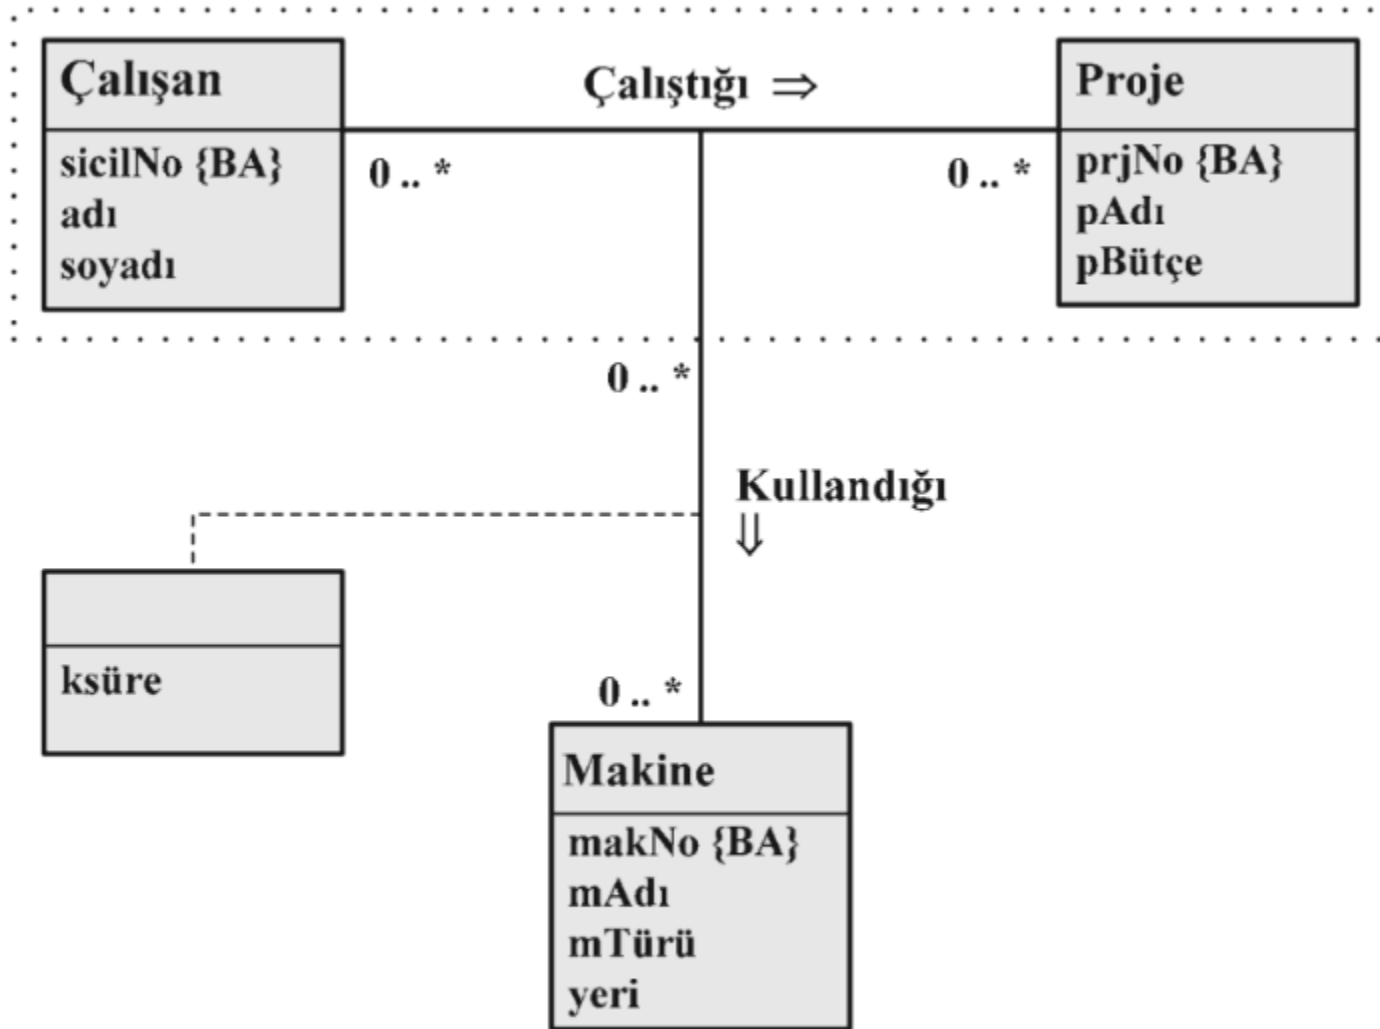 Çalışan
sicilNo {BA}
adı
soyadı
Çalıştığı ⇒
0 .. *
0 .. *
Proje
prjNo {BA}
pAdı
pBütçe
0 .. *
Kullandığı
⇓
ksüre
0 .. *
Makine
makNo {BA}
mAdı
mTürü
yeri